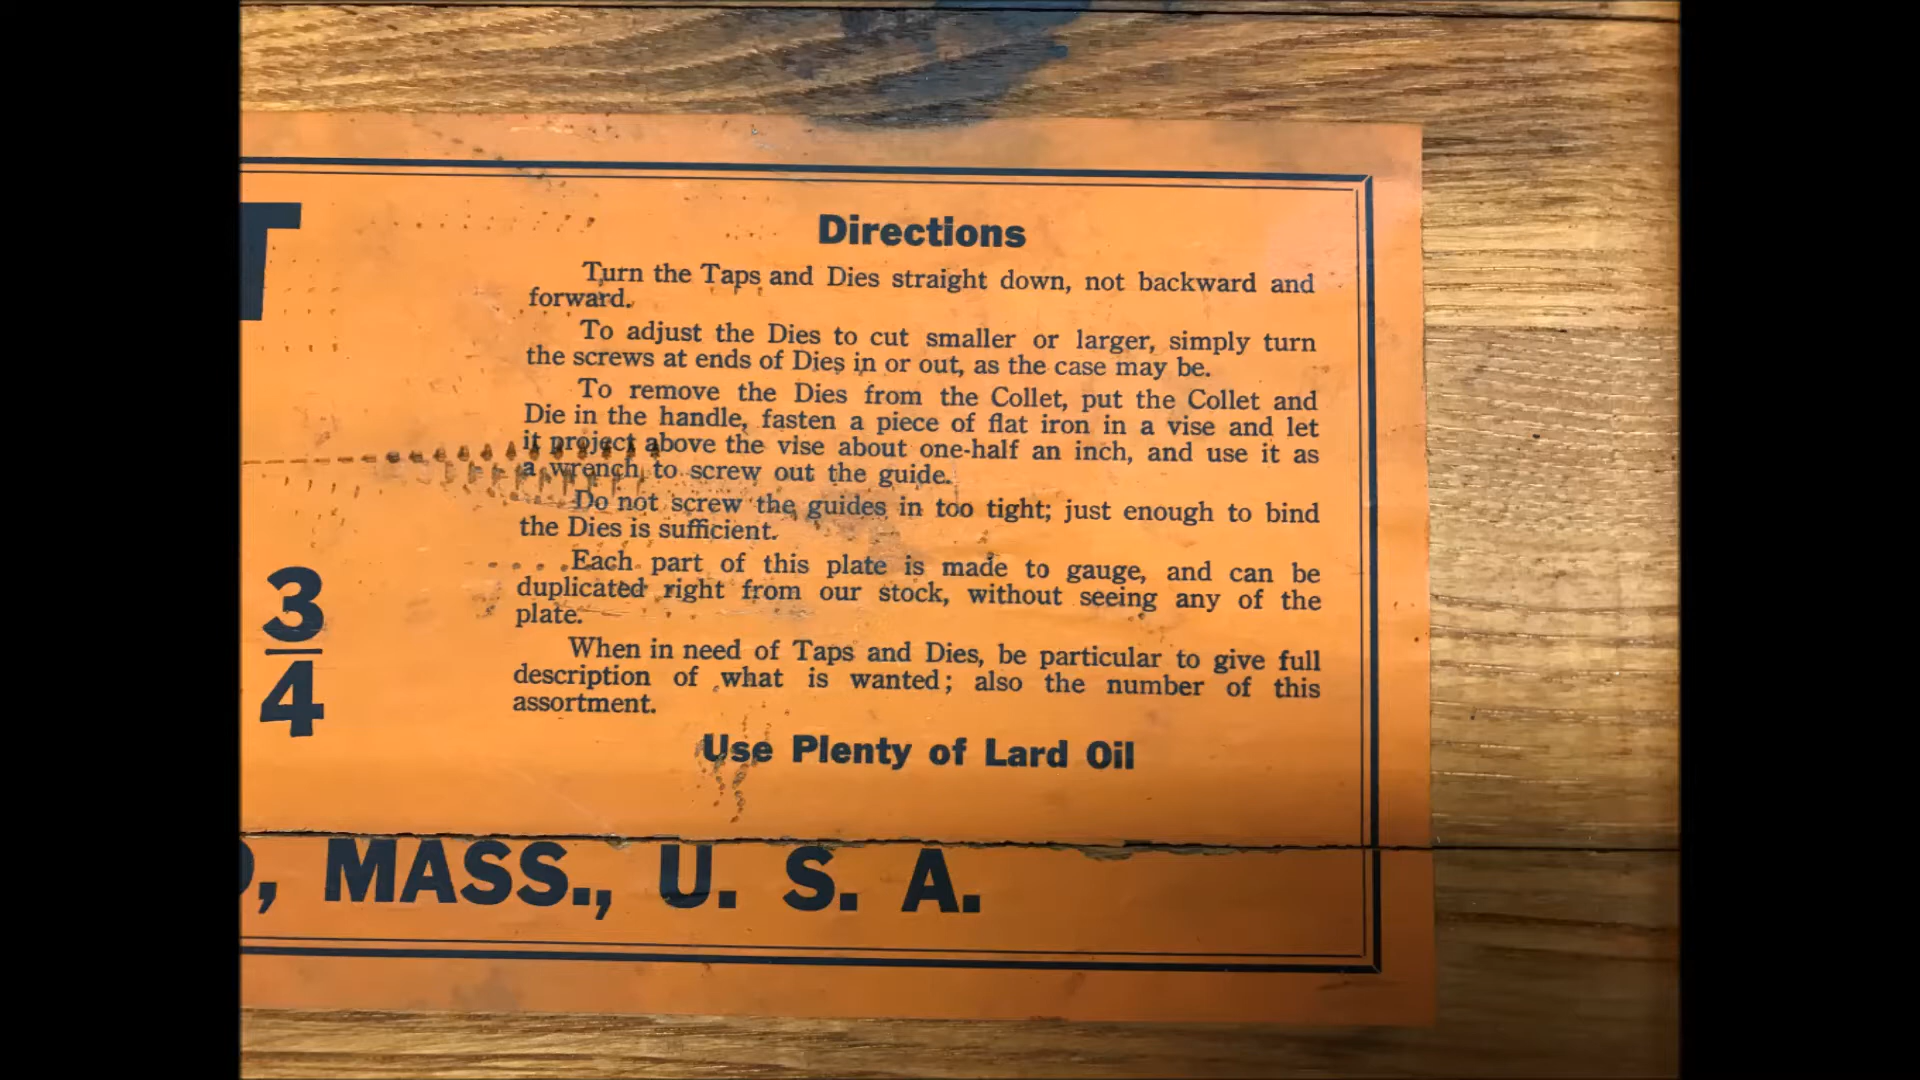 T
Directions
Turn the Taps and Dies straight down, not backward and
forward.
To adjust the Dies to cut smaller or larger, simply turn
the screws at ends of Dies in or out, as the case may be.
To remove the Dies from the Collet, put the Collet and
Die in the handle, fasten a piece of flat iron in a vise and let
it project above the vise about one-half an inch, and use it as
a wrench to screw out the guide.
Do not screw the guides in too tight; just enough to bind
the Dies is sufficient.
Each part of this plate is made to gauge, and can be
duplicated right from our stock, without seeing any of the
plate.
When in need of Taps and Dies, be particular to give full
description of what is wanted; also the number of this
assortment.
Use Plenty of Lard Oil
3
4
, MASS., U. S. A.